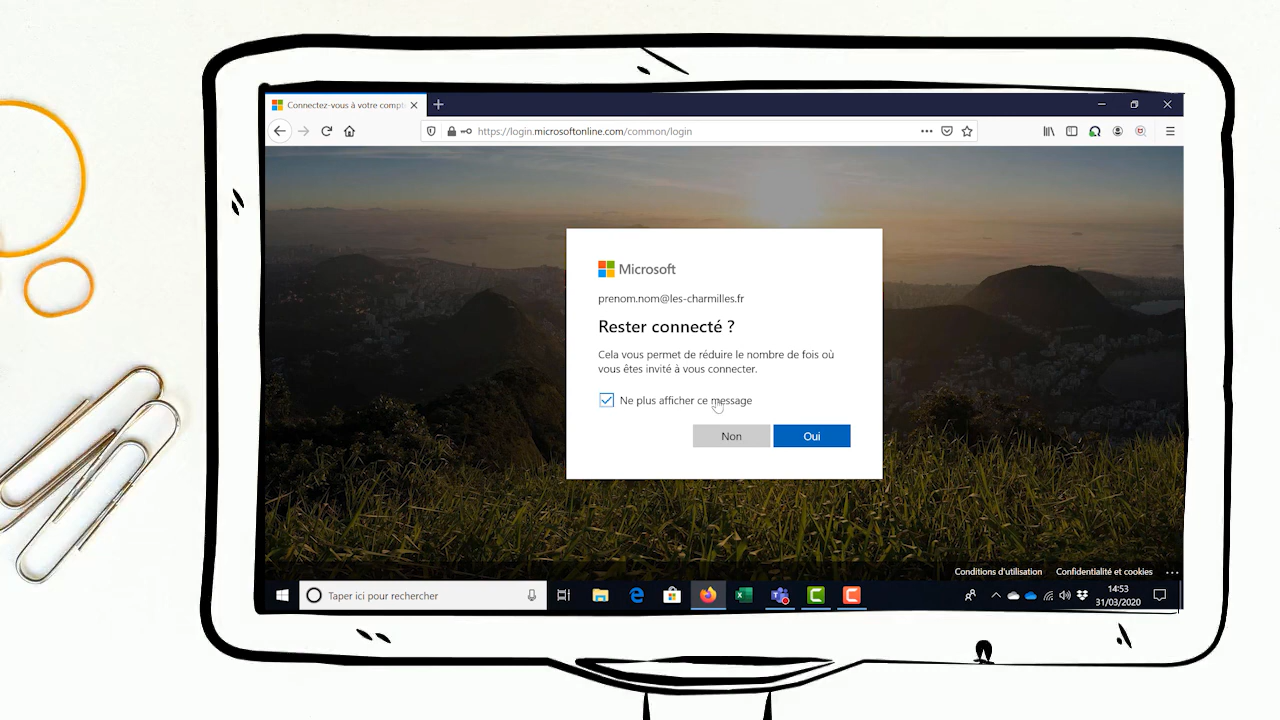 Connectez-vous à votre compt
https://login.microsoftonline.com/common/login
Microsoft
prenom.nom@les-charmilles.fr
Rester connecté ?
Cela vous permet de réduire le nombre de fois où
vous êtes invité à vous connecter.
Ne plus afficher ce message
Non
Oui
Conditions d'utilisation
Confidentialité et cookies
Taper ici pour rechercher
14:53
31/03/2020